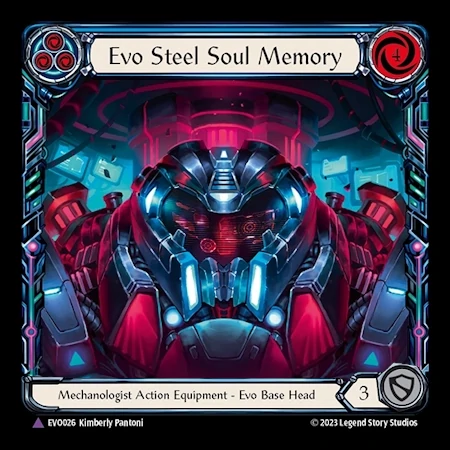 Evo Steel Soul Memory
Mechanologist Action Equipment - Evo Base Head
3
EVO026 Kimberly Pantoni
© 2023 Legend Story Studios